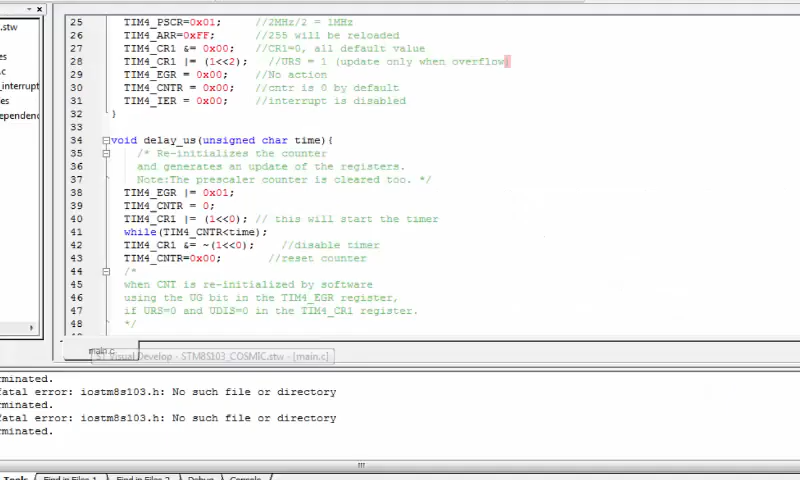 .stw
es
.c
_interrupt
es
ependenc
25 TIM4_PSCR=0x01; //2MHz/2 = 1MHz
26 TIM4_ARR=0xFF; //255 will be reloaded
27 TIM4_CR1 &= 0x00; //CR1=0, all default value
28 TIM4_CR1 |= (1<<2); //URS = 1 (update only when overflow)
29 TIM4_EGR = 0x00; //No action
30 TIM4_CNTR = 0x00; //cntr is 0 by default
31 TIM4_IER = 0x00; //interrupt is disabled
32 }
33
34 void delay_us(unsigned char time){
35 /* Re-initializes the counter
36 and generates an update of the registers.
37 Note:The prescaler counter is cleared too. */
38 TIM4_EGR |= 0x01;
39 TIM4_CNTR = 0;
40 TIM4_CR1 |= (1<<0); // this will start the timer
41 while(TIM4_CNTR<time);
42 TIM4_CR1 &= ~(1<<0); //disable timer
43 TIM4_CNTR=0x00; //reset counter
44 /*
45 when CNT is re-initialized by software
46 using the UG bit in the TIM4_EGR register,
47 if URS=0 and UDIS=0 in the TIM4_CR1 register.
48 */
main.c
ST Visual Develop - STM8S103_COSMIC.stw - [main.c]
rminated.
fatal error: iostm8s103.h: No such file or directory
rminated.
fatal error: iostm8s103.h: No such file or directory
rminated.
Tools Find in Files 1 Find in Files 2 Debug Console